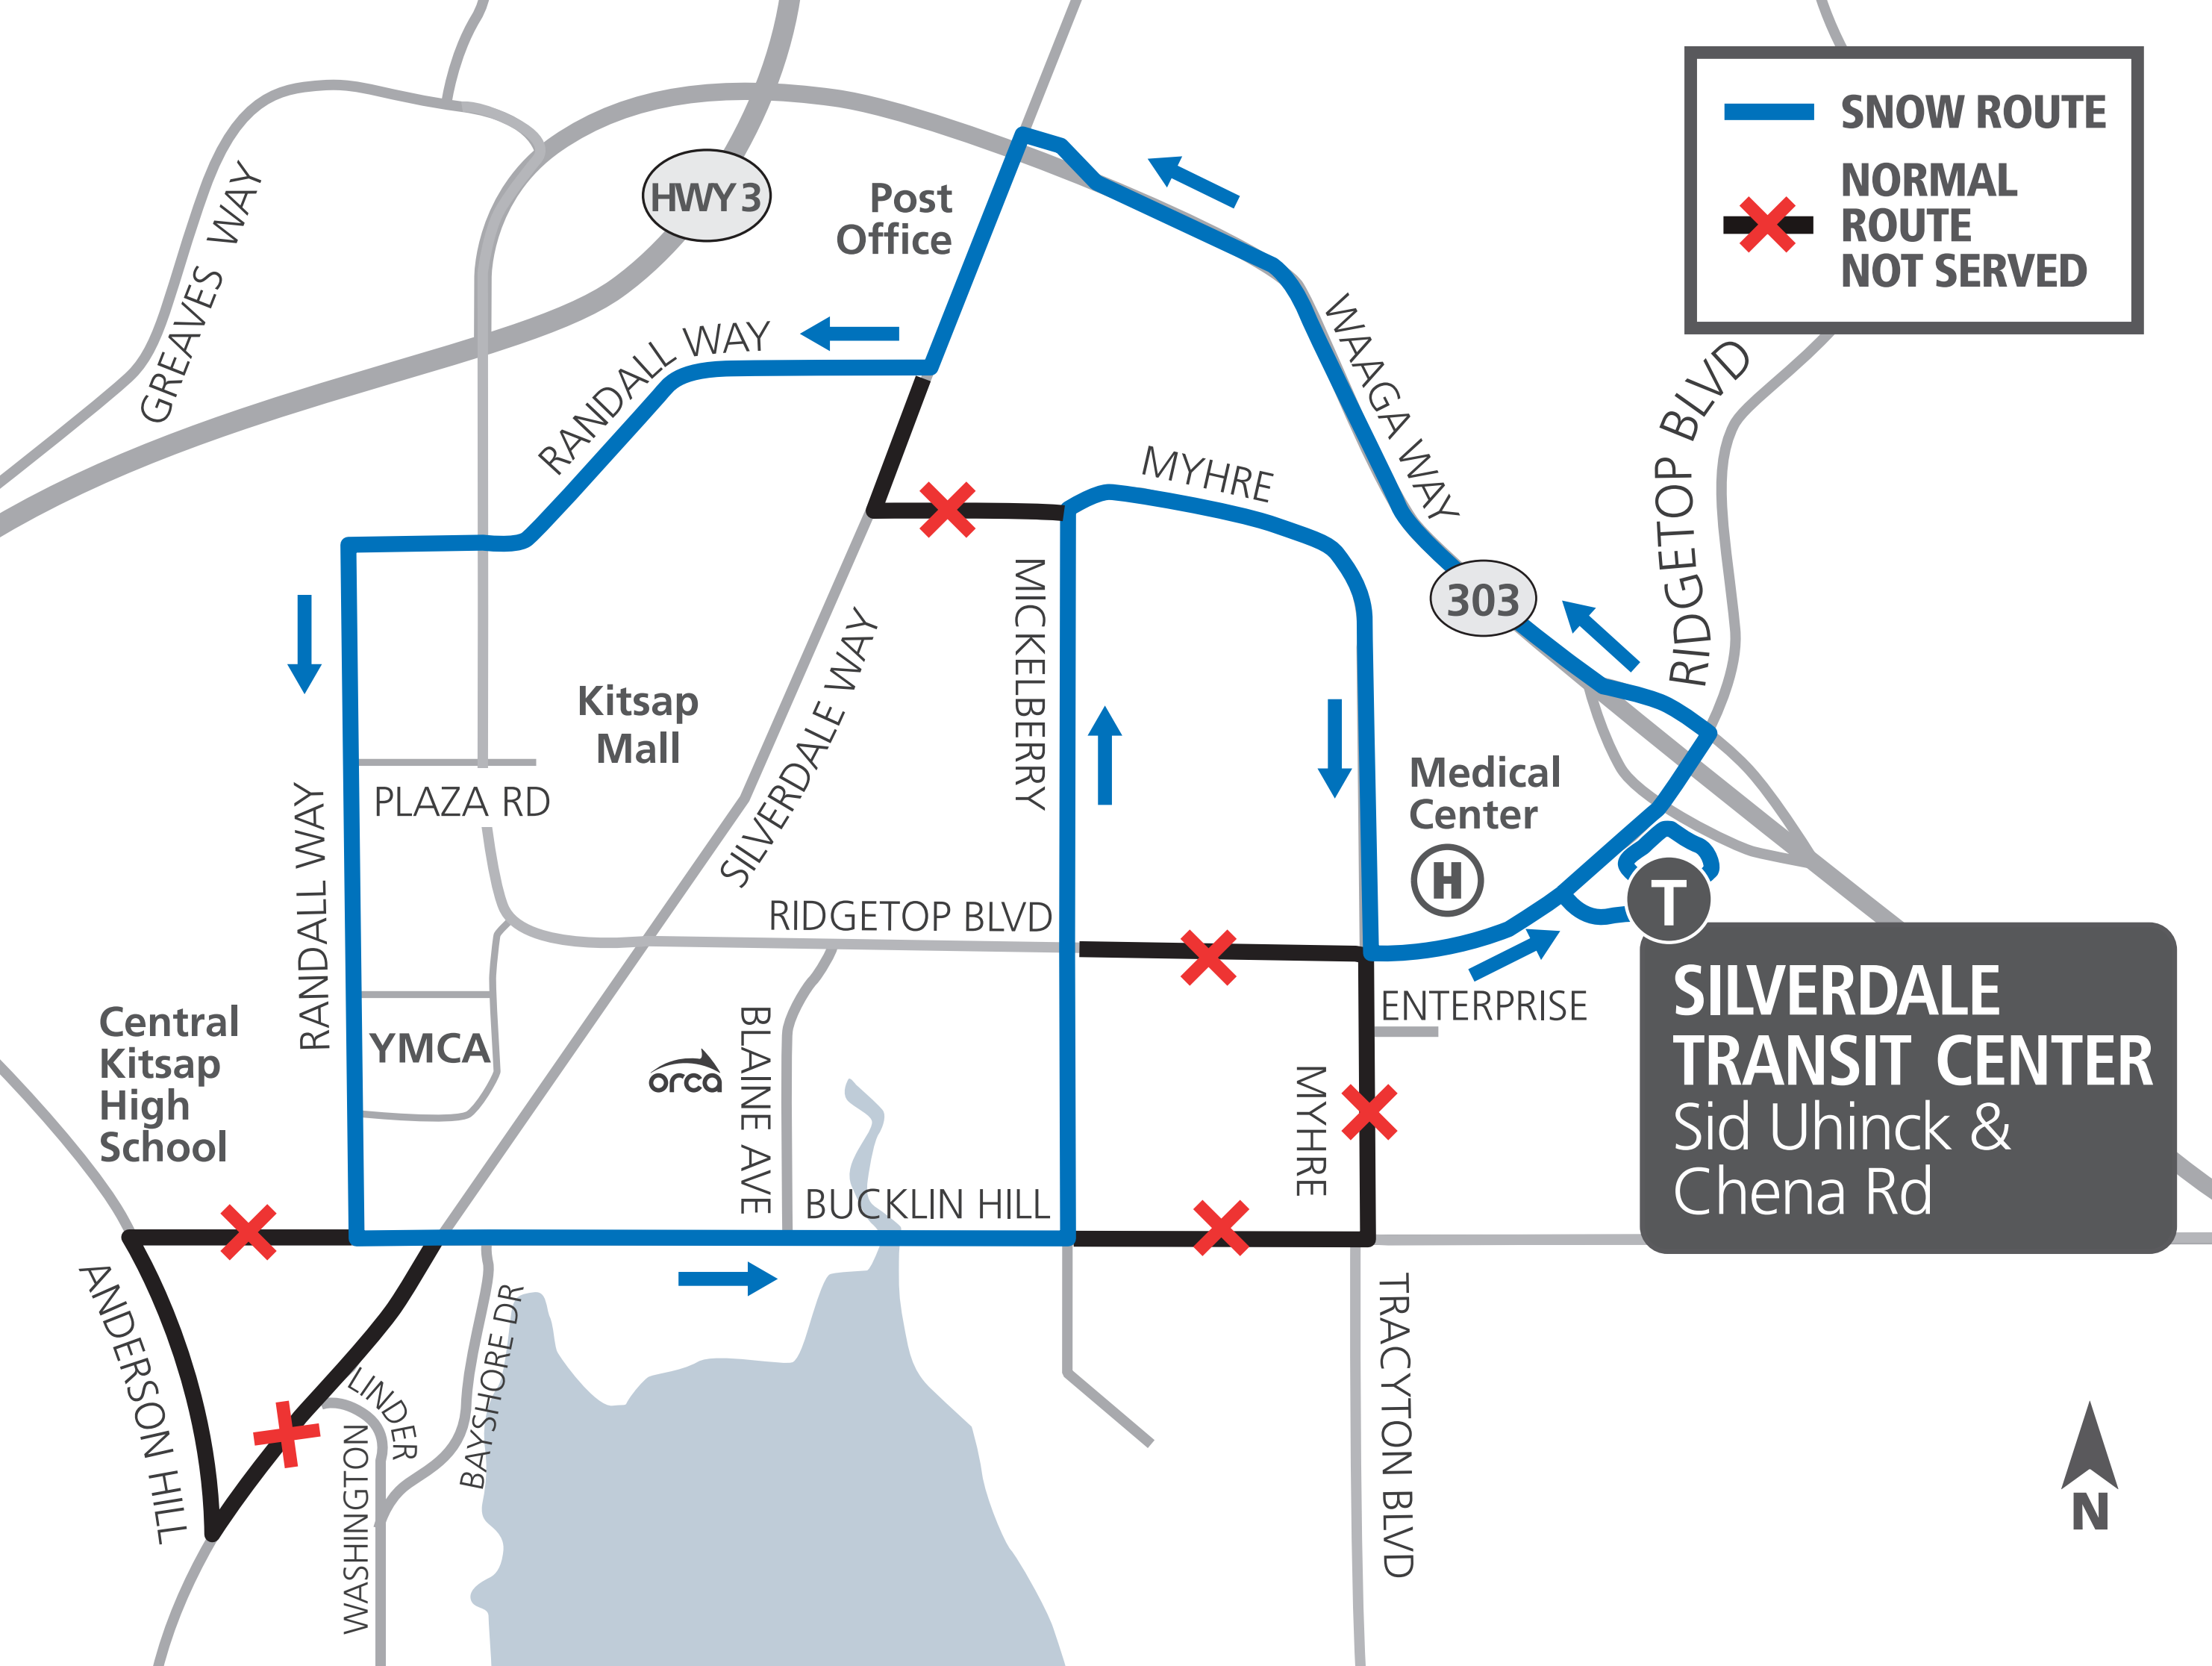 SNOW ROUTE
NORMAL
ROUTE
NOT SERVED
GREAVES WAY
HWY 3
Post
Office
RANDALL WAY
WAAGA WAY
MYHRE
RIDGETOP BLVD
303
MICKELBERRY
SILVERDALE WAY
Kitsap
Mall
PLAZA RD
RANDALL WAY
Medical
Center
H
T
RIDGETOP BLVD
SILVERDALE
TRANSIT CENTER
Sid Uhinck &
Chena Rd
ENTERPRISE
Central
Kitsap
High
School
YMCA
orca
BLAINE AVE
MYHRE
BUCKLIN HILL
ANDERSON HILL
LINDER
WASHINGTON
BAYSHORE DR
TRACYTON BLVD
N